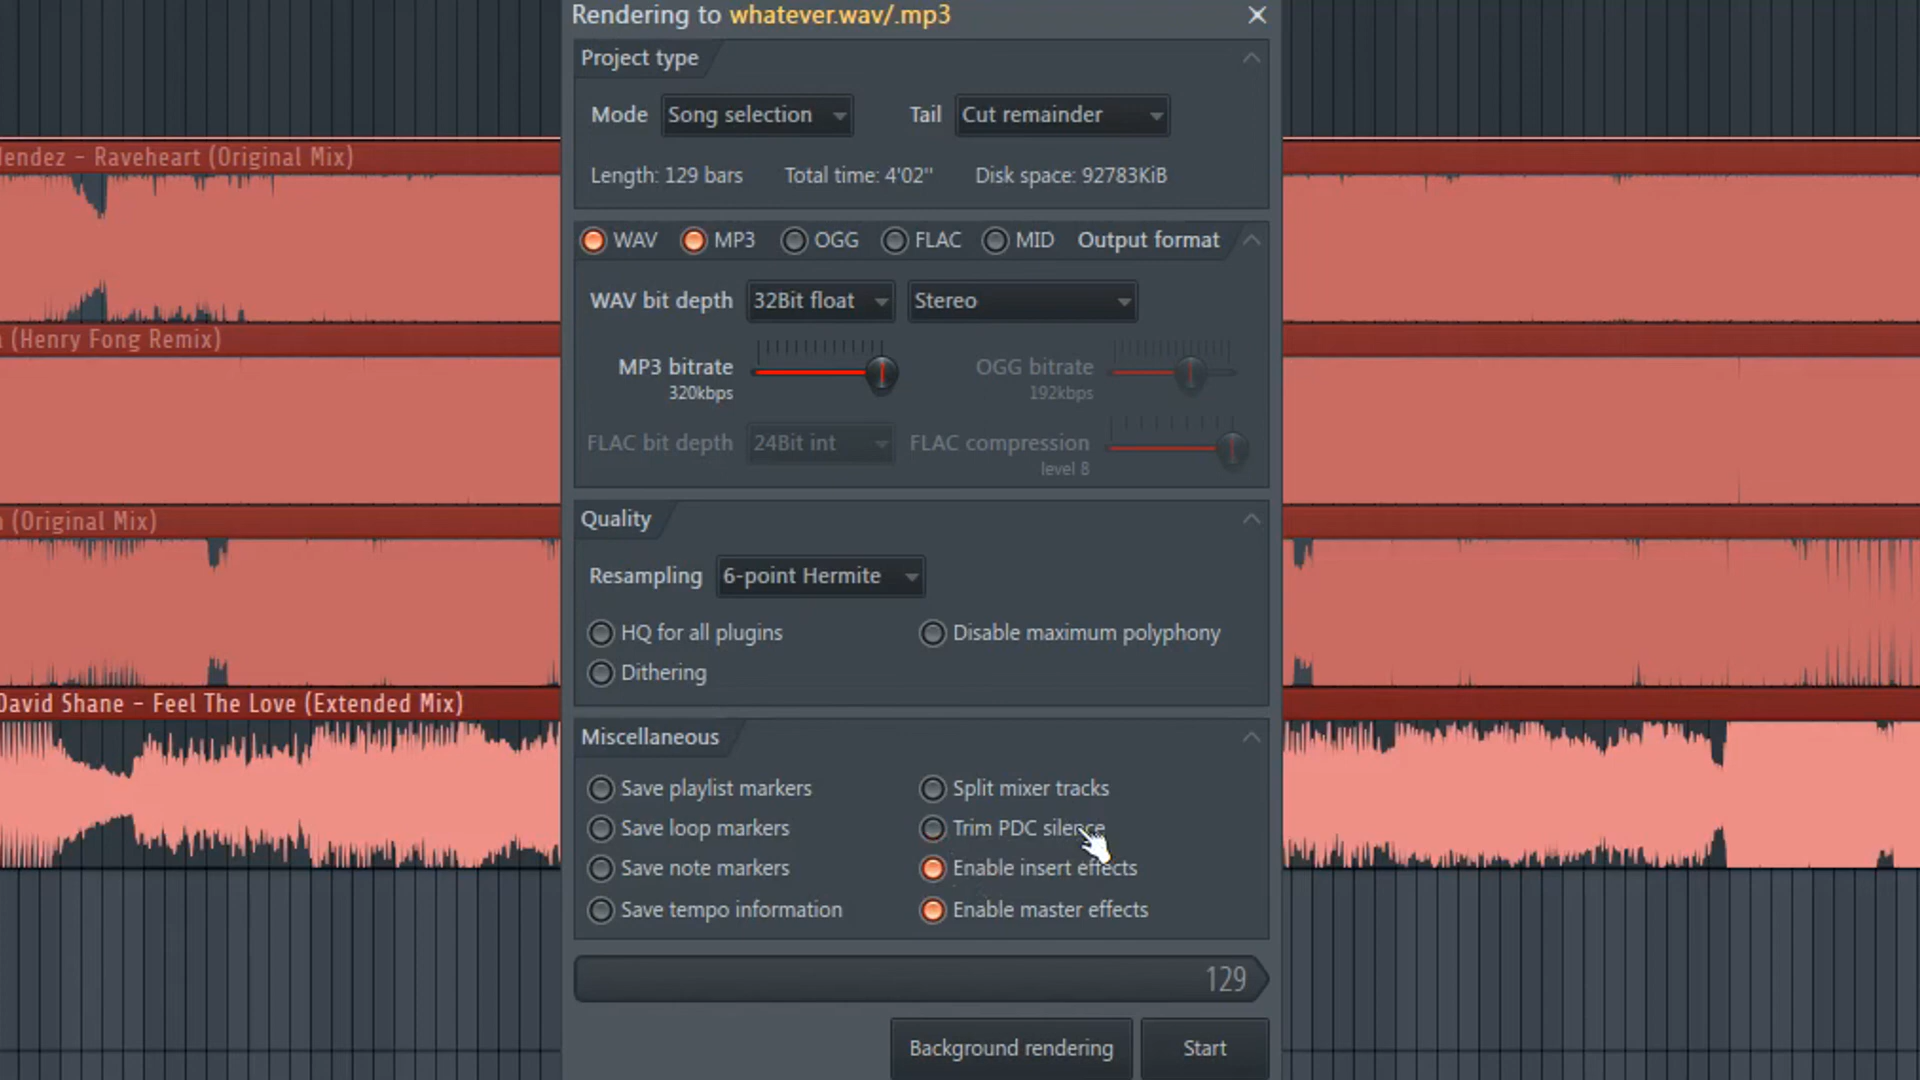 Rendering to whatever.wav/.mp3
Project type
Mode Song selection Tail Cut remainder
Length: 129 bars Total time: 4'02'' Disk space: 92783KiB
WAV MP3 OGG FLAC MID Output format
WAV bit depth 32Bit float Stereo
MP3 bitrate OGG bitrate
320kbps 192kbps
FLAC bit depth 24Bit int FLAC compression
level 8
Quality
Resampling 6-point Hermite
HQ for all plugins Disable maximum polyphony
Dithering
Miscellaneous
Save playlist markers Split mixer tracks
Save loop markers Trim PDC silence
Save note markers Enable insert effects
Save tempo information Enable master effects
129
Background rendering Start
- Raveheart (Original Mix)
(Henry Fong Remix)
(Original Mix)
David Shane - Feel The Love (Extended Mix)